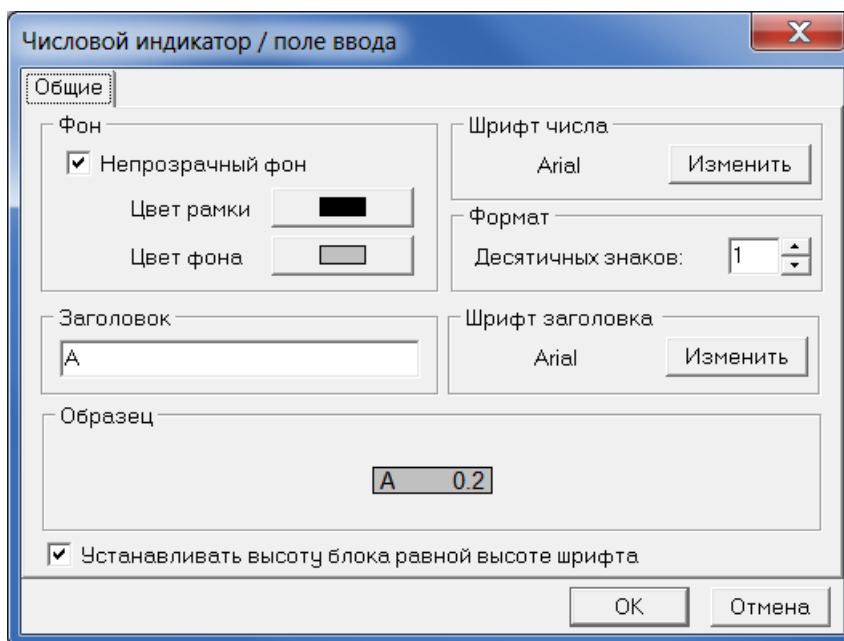 Числовой индикатор / поле ввода
Общие
Фон
Непрозрачный фон
Цвет рамки
Цвет фона
Шрифт числа
Arial Изменить
Формат
Десятичных знаков: 1
Заголовок
A
Шрифт заголовка
Arial Изменить
Образец
A 0.2
Устанавливать высоту блока равной высоте шрифта
OK Отмена